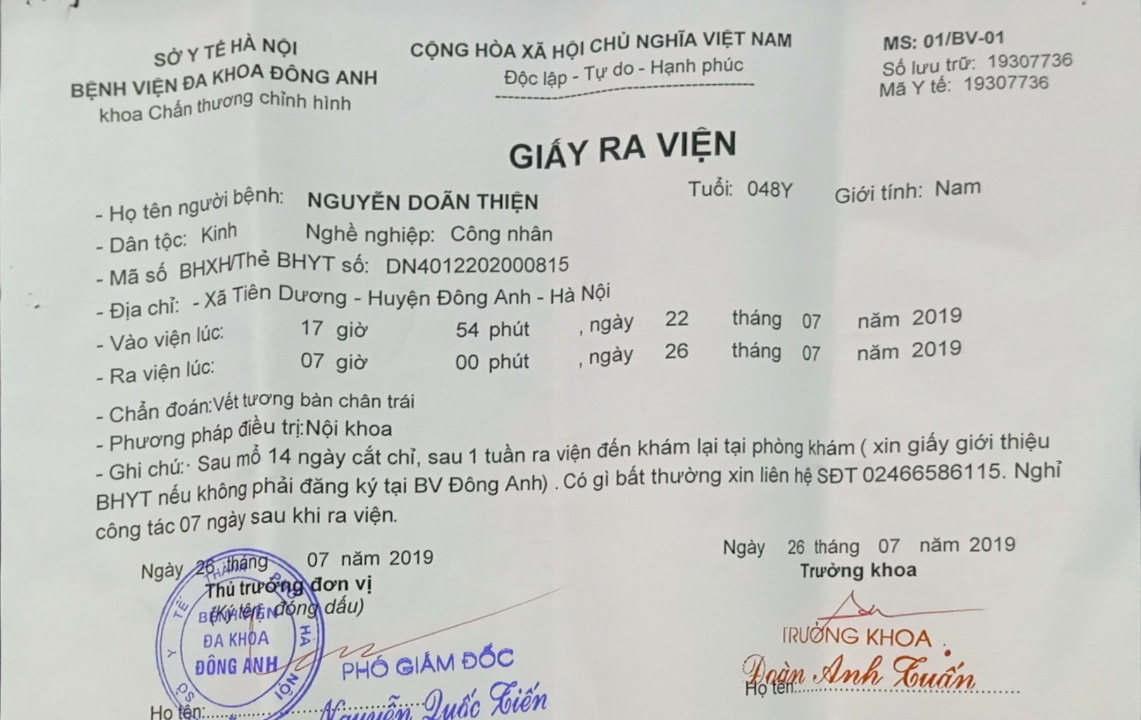 SỞ Y TẾ HÀ NỘI
BỆNH VIỆN ĐA KHOA ĐÔNG ANH
khoa Chấn thương chỉnh hình
CỘNG HÒA XÃ HỘI CHỦ NGHĨA VIỆT NAM
Độc lập - Tự do - Hạnh phúc
MS: 01/BV-01
Số lưu trữ: 19307736
Mã Y tế: 19307736
GIẤY RA VIỆN
- Họ tên người bệnh: NGUYỄN DOÃN THIỆN Tuổi: 048Y Giới tính: Nam
- Dân tộc: Kinh Nghề nghiệp: Công nhân
- Mã số BHXH/Thẻ BHYT số: DN4012202000815
- Địa chỉ: - Xã Tiên Dương - Huyện Đông Anh - Hà Nội
- Vào viện lúc: 17 giờ 54 phút , ngày 22 tháng 07 năm 2019
- Ra viện lúc: 07 giờ 00 phút , ngày 26 tháng 07 năm 2019
- Chẩn đoán:Vết tương bàn chân trái
- Phương pháp điều trị:Nội khoa
- Ghi chú:· Sau mổ 14 ngày cắt chỉ, sau 1 tuần ra viện đến khám lại tại phòng khám ( xin giấy giới thiệu
BHYT nếu không phải đăng ký tại BV Đông Anh) . Có gì bất thường xin liên hệ SĐT 02466586115. Nghỉ
công tác 07 ngày sau khi ra viện.
Ngày 26 tháng 07 năm 2019
Thủ trưởng đơn vị
(Ký tên, đóng dấu)
SỞ Y TẾ THÀNH PHỐ HÀ NỘI
BỆNH VIỆN
ĐA KHOA
ĐÔNG ANH
PHÓ GIÁM ĐỐC
Họ tên: Nguyễn Quốc Tiến
Ngày 26 tháng 07 năm 2019
Trưởng khoa
TRƯỞNG KHOA
Đoàn Anh Tuấn
Họ tên: